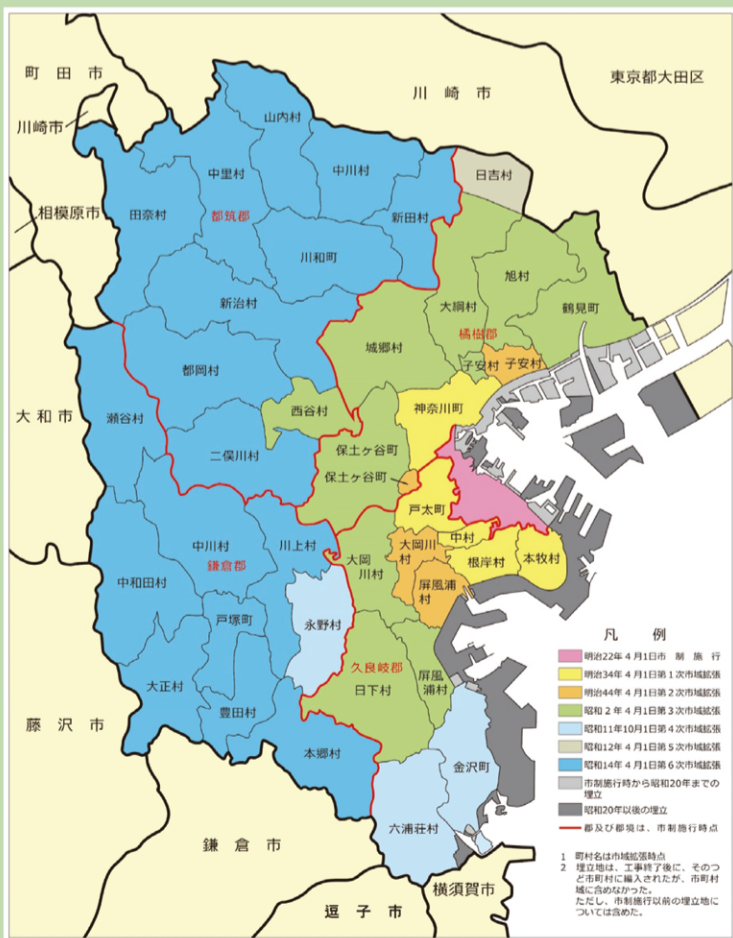 町田市
川崎市
東京都大田区
川崎市
相模原市
大和市
藤沢市
鎌倉市
逗子市
横須賀市
山内村
中里村
中川村
日吉村
田奈村
都筑郡
新田村
川和町
旭村
新治村
大綱村
鶴見町
橘樹郡
城郷村
子安村
子安村
都岡村
西谷村
神奈川町
瀬谷村
二俣川村
保土ヶ谷町
保土ヶ谷町
戸太町
中川村
川上村
大岡
川村
大岡川
村
中村
根岸村
本牧村
鎌倉郡
中和田村
屏風浦
村
戸塚町
永野村
久良岐郡
日下村
屏風
浦村
大正村
豊田村
本郷村
金沢町
六浦荘村
凡例
明治22年4月1日市制施行
明治34年4月1日第1次市域拡張
明治44年4月1日第2次市域拡張
昭和2年4月1日第3次市域拡張
昭和11年10月1日第4次市域拡張
昭和12年4月1日第5次市域拡張
昭和14年4月1日第6次市域拡張
市制施行時から昭和20年までの
埋立
昭和20年以後の埋立
郡及び郡境は、市制施行時点
1 町村名は市域拡張時点
2 埋立地は、工事終了後に、そのつ
ど市町村に編入されたが、市町村
域に含めなかった。
ただし、市制施行以前の埋立地に
ついては含めた。